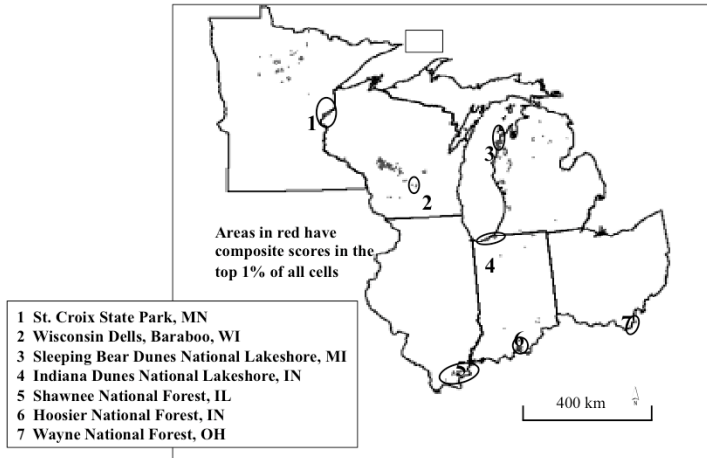 1
2
3
Areas in red have
composite scores in the
top 1% of all cells
4
5
6
7
1 St. Croix State Park, MN
2 Wisconsin Dells, Baraboo, WI
3 Sleeping Bear Dunes National Lakeshore, MI
4 Indiana Dunes National Lakeshore, IN
5 Shawnee National Forest, IL
6 Hoosier National Forest, IN
7 Wayne National Forest, OH
400 km
N